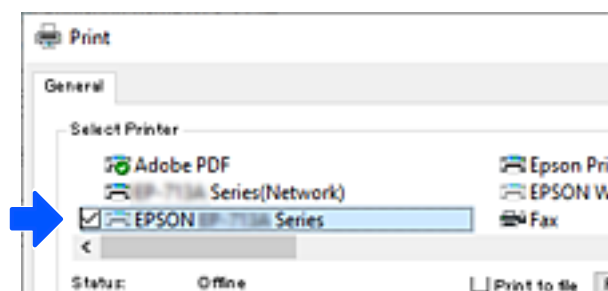 Print
General
Select Printer
Adobe PDF
Epson Pri
Series(Network)
EPSON W
EPSON Series
Fax
Status: Offline
Print to file